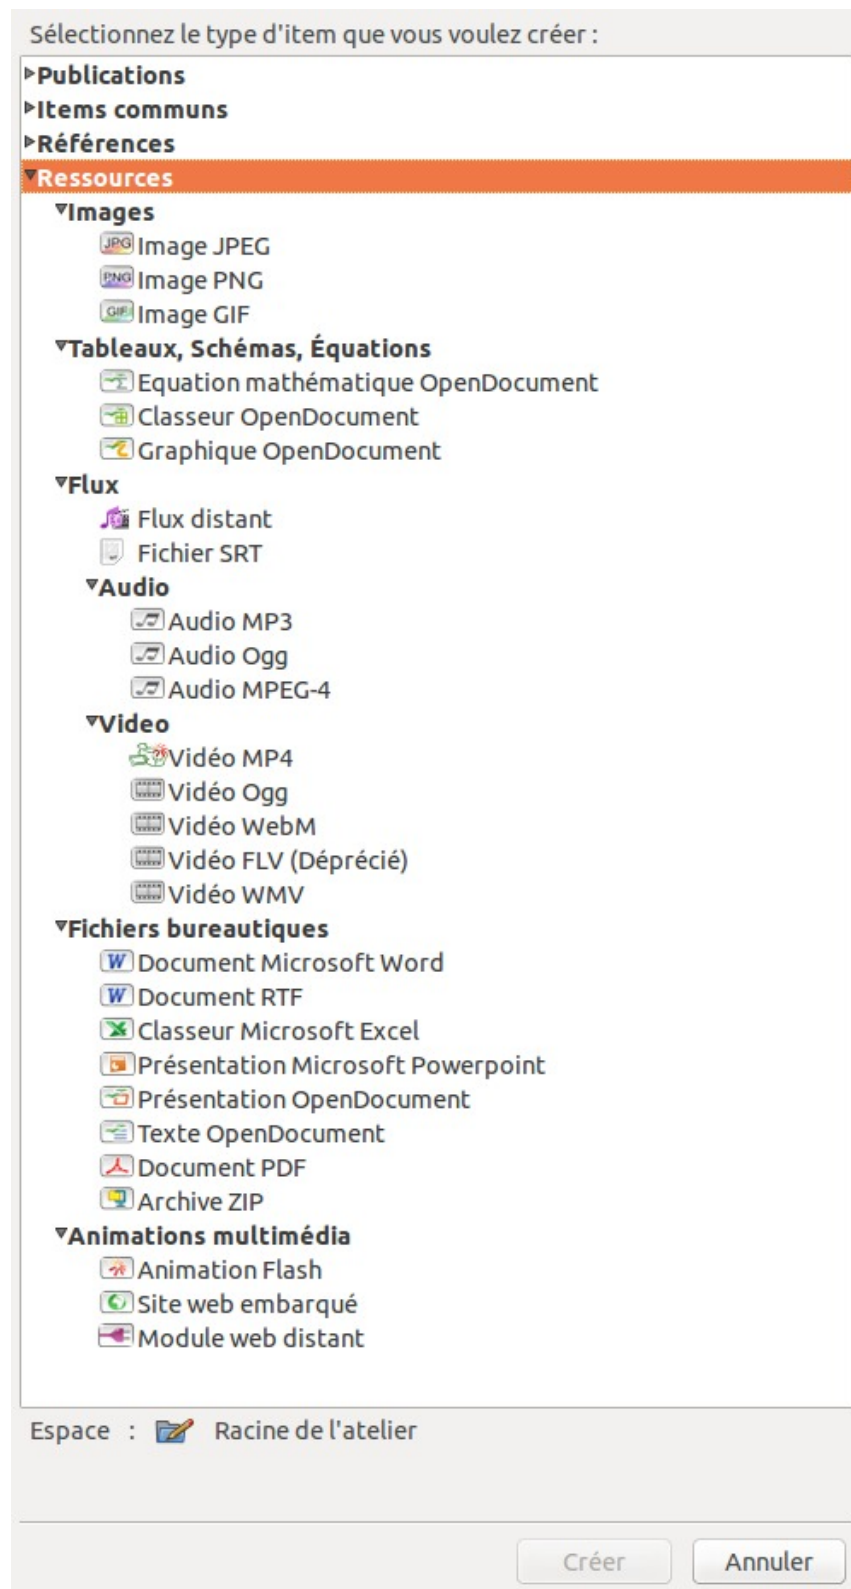 Sélectionnez le type d'item que vous voulez créer :
Publications
Items communs
Références
Ressources
Images
JPG Image JPEG
PNG Image PNG
GIF Image GIF
Tableaux, Schémas, Équations
Equation mathématique OpenDocument
Classeur OpenDocument
Graphique OpenDocument
Flux
Flux distant
Fichier SRT
Audio
Audio MP3
Audio Ogg
Audio MPEG-4
Video
Vidéo MP4
Vidéo Ogg
Vidéo WebM
Vidéo FLV (Déprécié)
Vidéo WMV
Fichiers bureautiques
W Document Microsoft Word
W Document RTF
Classeur Microsoft Excel
Présentation Microsoft Powerpoint
Présentation OpenDocument
Texte OpenDocument
Document PDF
Archive ZIP
Animations multimédia
Animation Flash
Site web embarqué
Module web distant
Espace : Racine de l'atelier
Créer Annuler